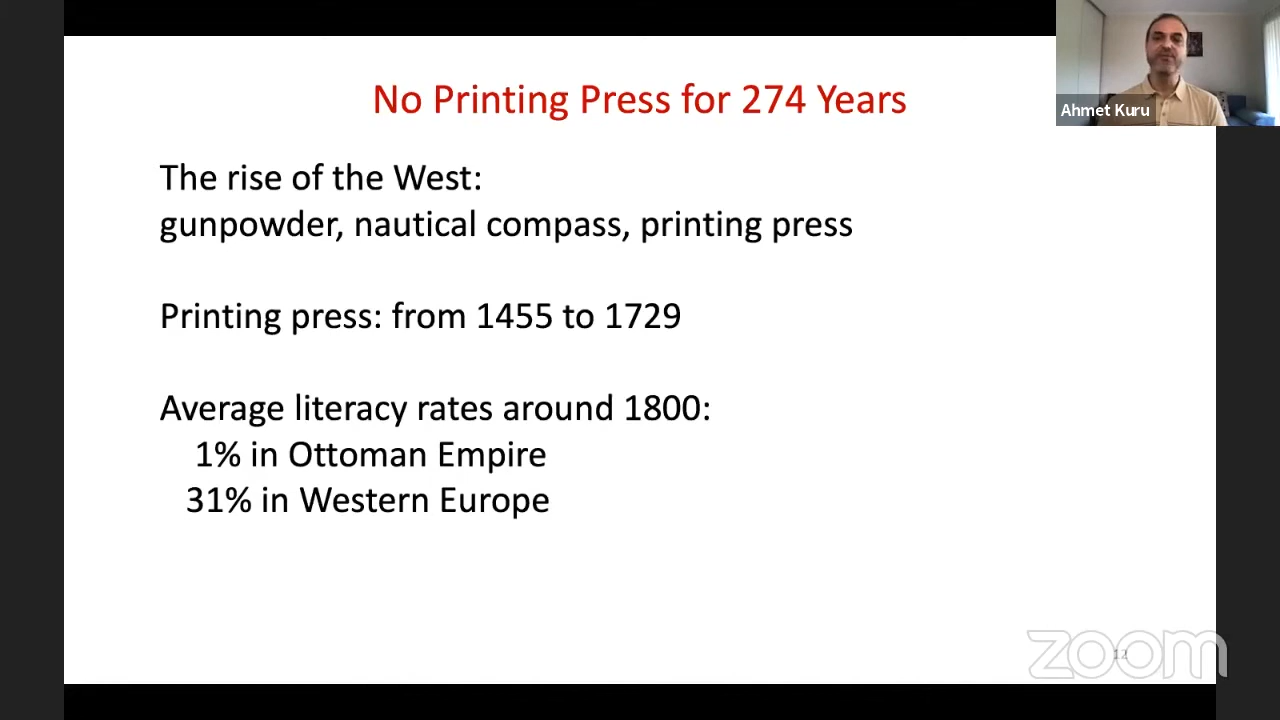 No Printing Press for 274 Years
Ahmet Kuru
The rise of the West:
gunpowder, nautical compass, printing press
Printing press: from 1455 to 1729
Average literacy rates around 1800:
1% in Ottoman Empire
31% in Western Europe
zoom
12